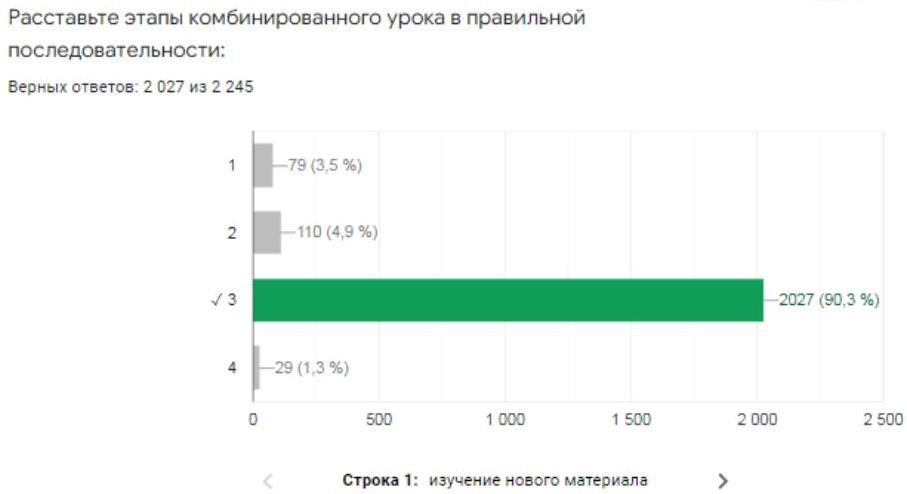 Расставьте этапы комбинированного урока в правильной
последовательности:
Верных ответов: 2 027 из 2 245
1
79 (3,5 %)
2
110 (4,9 %)
✓ 3
2027 (90,3 %)
4
29 (1,3 %)
0 500 1 000 1 500 2 000 2 500
Строка 1: изучение нового материала